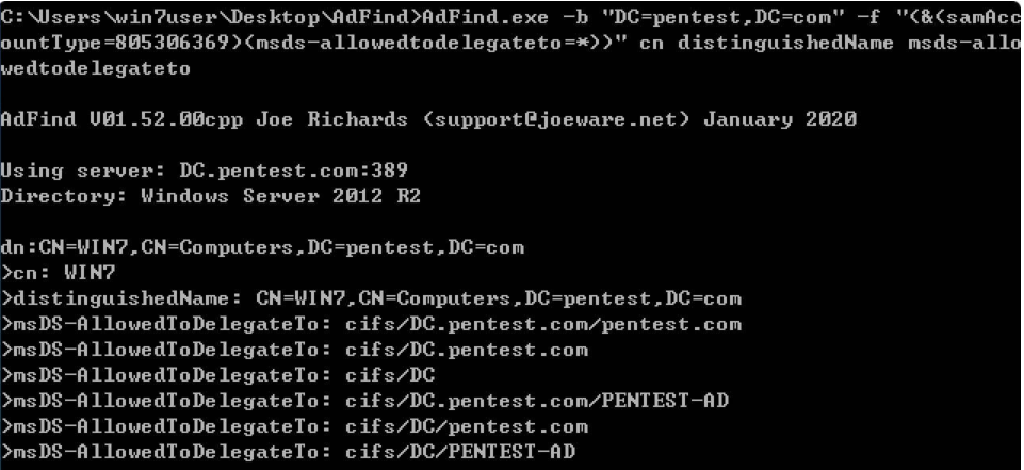 C:\Users\win7user\Desktop\AdFind>AdFind.exe -b "DC=pentest,DC=com" -f "(&(samAcc
ountType=805306369)(msds-allowedtodelegateto=*))" cn distinguishedName msds-allo
wedtodelegateto
AdFind V01.52.00cpp Joe Richards (support@joeware.net) January 2020
Using server: DC.pentest.com:389
Directory: Windows Server 2012 R2
dn:CN=WIN7,CN=Computers,DC=pentest,DC=com
>cn: WIN7
>distinguishedName: CN=WIN7,CN=Computers,DC=pentest,DC=com
>msDS-AllowedToDelegateTo: cifs/DC.pentest.com/pentest.com
>msDS-AllowedToDelegateTo: cifs/DC.pentest.com
>msDS-AllowedToDelegateTo: cifs/DC
>msDS-AllowedToDelegateTo: cifs/DC.pentest.com/PENTEST-AD
>msDS-AllowedToDelegateTo: cifs/DC/pentest.com
>msDS-AllowedToDelegateTo: cifs/DC/PENTEST-AD